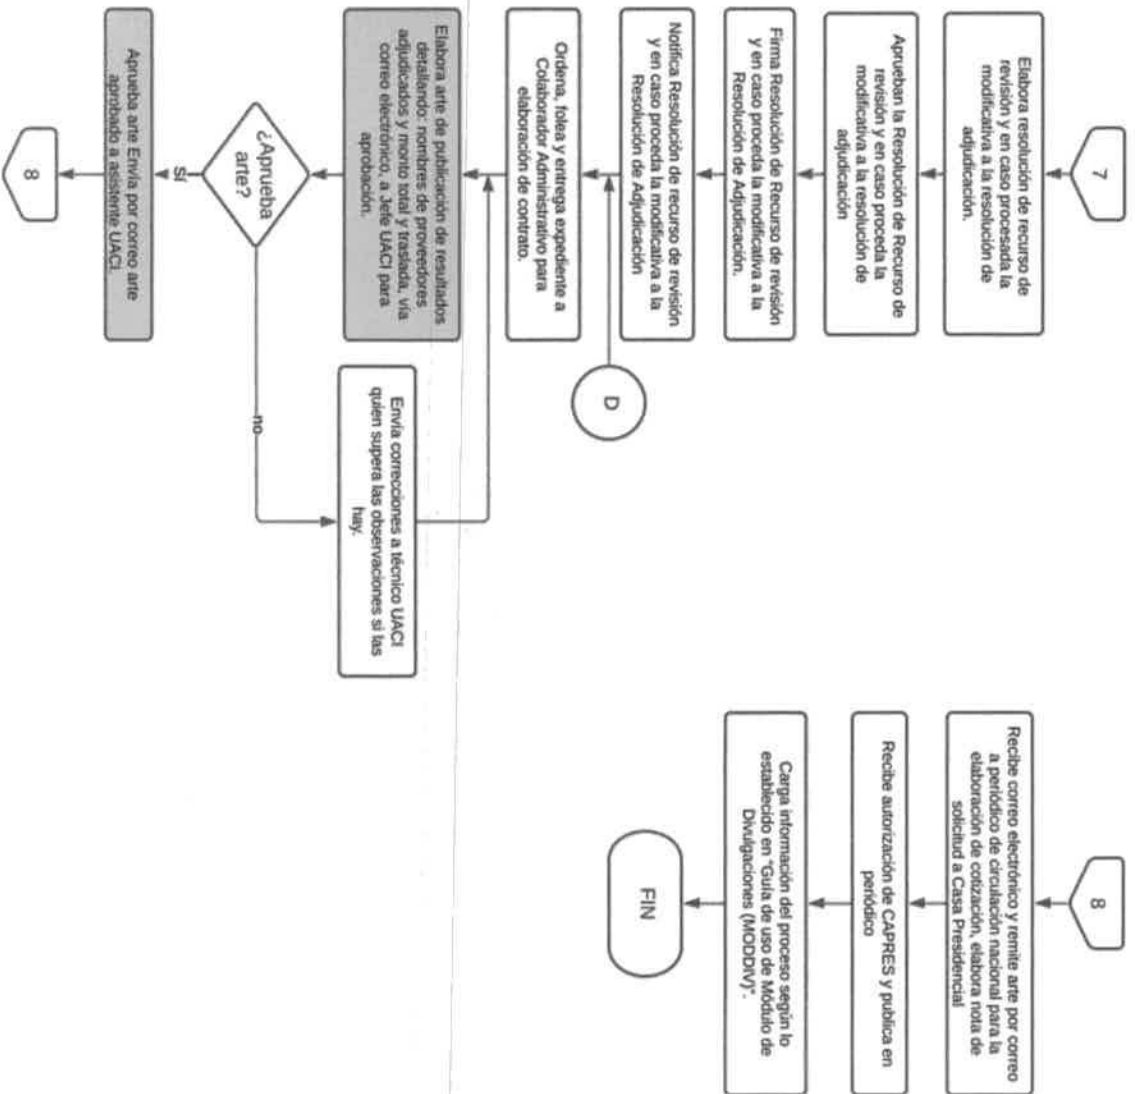 7
Elabora resolución de recurso de
revisión y en caso procesada la
modificativa a la resolución de
adjudicación.
Aprueban la Resolución de Recurso de
revisión y en caso proceda la
modificativa a la resolución de
adjudicación
Firma Resolución de Recurso de revisión
y en caso proceda la modificativa a la
Resolución de Adjudicación.
Notifica Resolución de recurso de revisión
y en caso proceda la modificativa a la
Resolución de Adjudicación
D
Ordena, folea y entrega expediente a
Colaborador Administrativo para
elaboración de contrato.
Elabora arte de publicación de resultados
detallando: nombres de proveedores
adjudicados y monto total y traslada, vía
correo electrónico, a Jefe UACI para
aprobación.
Envía correcciones a técnico UACI
quien supera las observaciones si las
hay.
¿Aprueba
arte?
no
SÍ
Aprueba arte Envía por correo arte
aprobado a asistente UACI.
8
8
Recibe correo electrónico y remite arte por correo
a periódico de circulación nacional para la
elaboración de cotización, elabora nota de
solicitud a Casa Presidencial
Recibe autorización de CAPRES y publica en
periódico
Carga información del proceso según lo
establecido en "Guía de uso de Módulo de
Divulgaciones (MODDIV)".
FIN